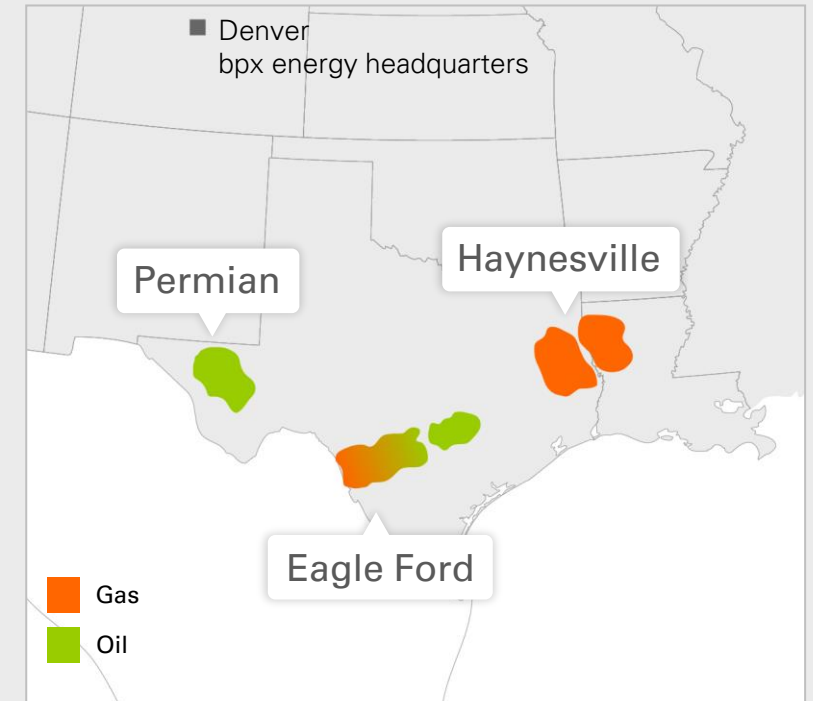 Denver
bpx energy headquarters
Haynesville
Permian
Eagle Ford
Gas
Oil